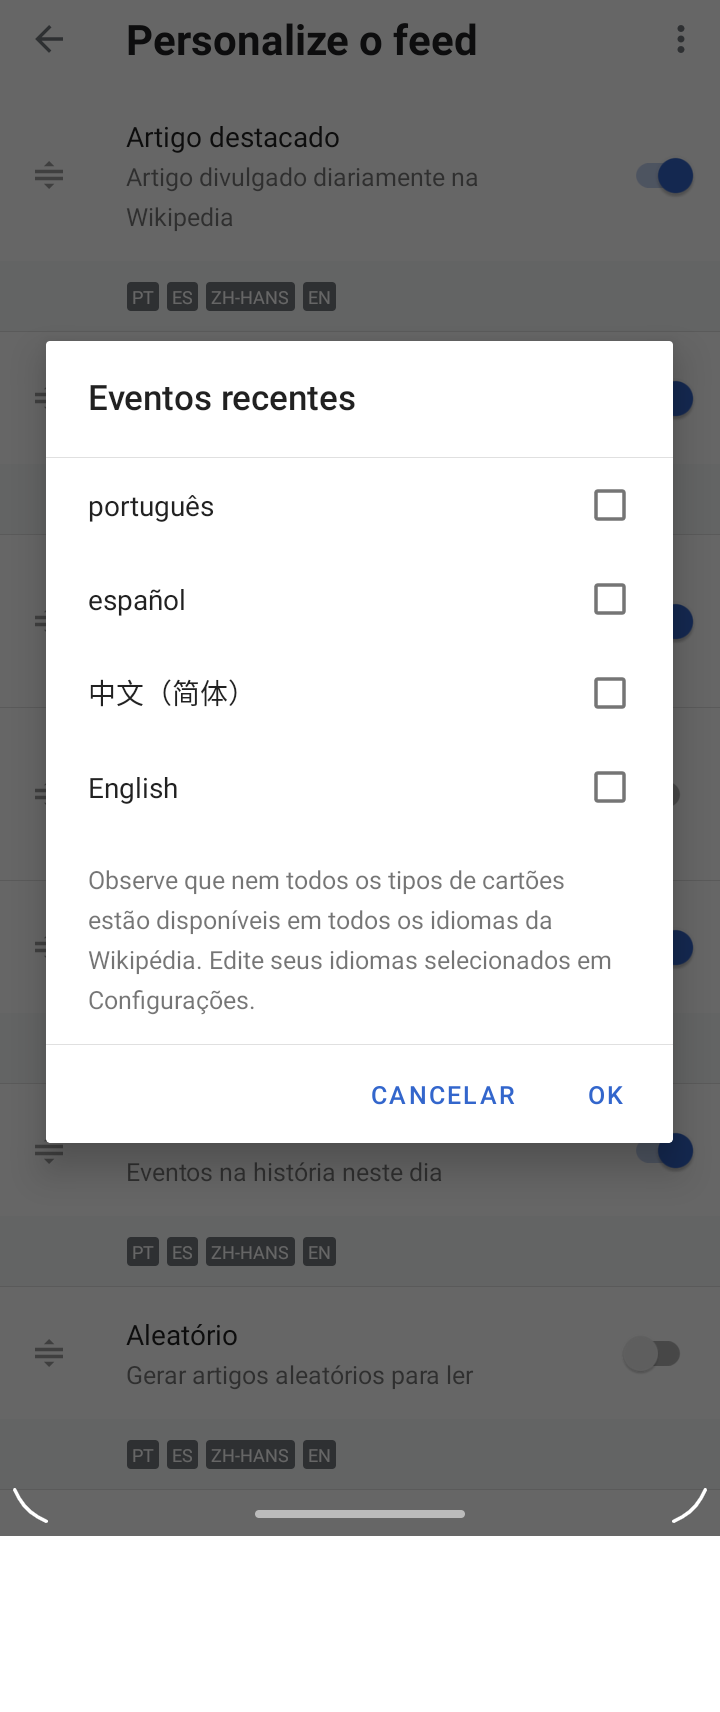 Personalize o feed
Artigo destacado
Artigo divulgado diariamente na
Wikipedia
PT ES ZH-HANS EN
Eventos recentes
português
español
中文（简体）
English
Observe que nem todos os tipos de cartões
estão disponíveis em todos os idiomas da
Wikipédia. Edite seus idiomas selecionados em
Configurações.
CANCELAR OK
Eventos na história neste dia
PT ES ZH-HANS EN
Aleatório
Gerar artigos aleatórios para ler
PT ES ZH-HANS EN